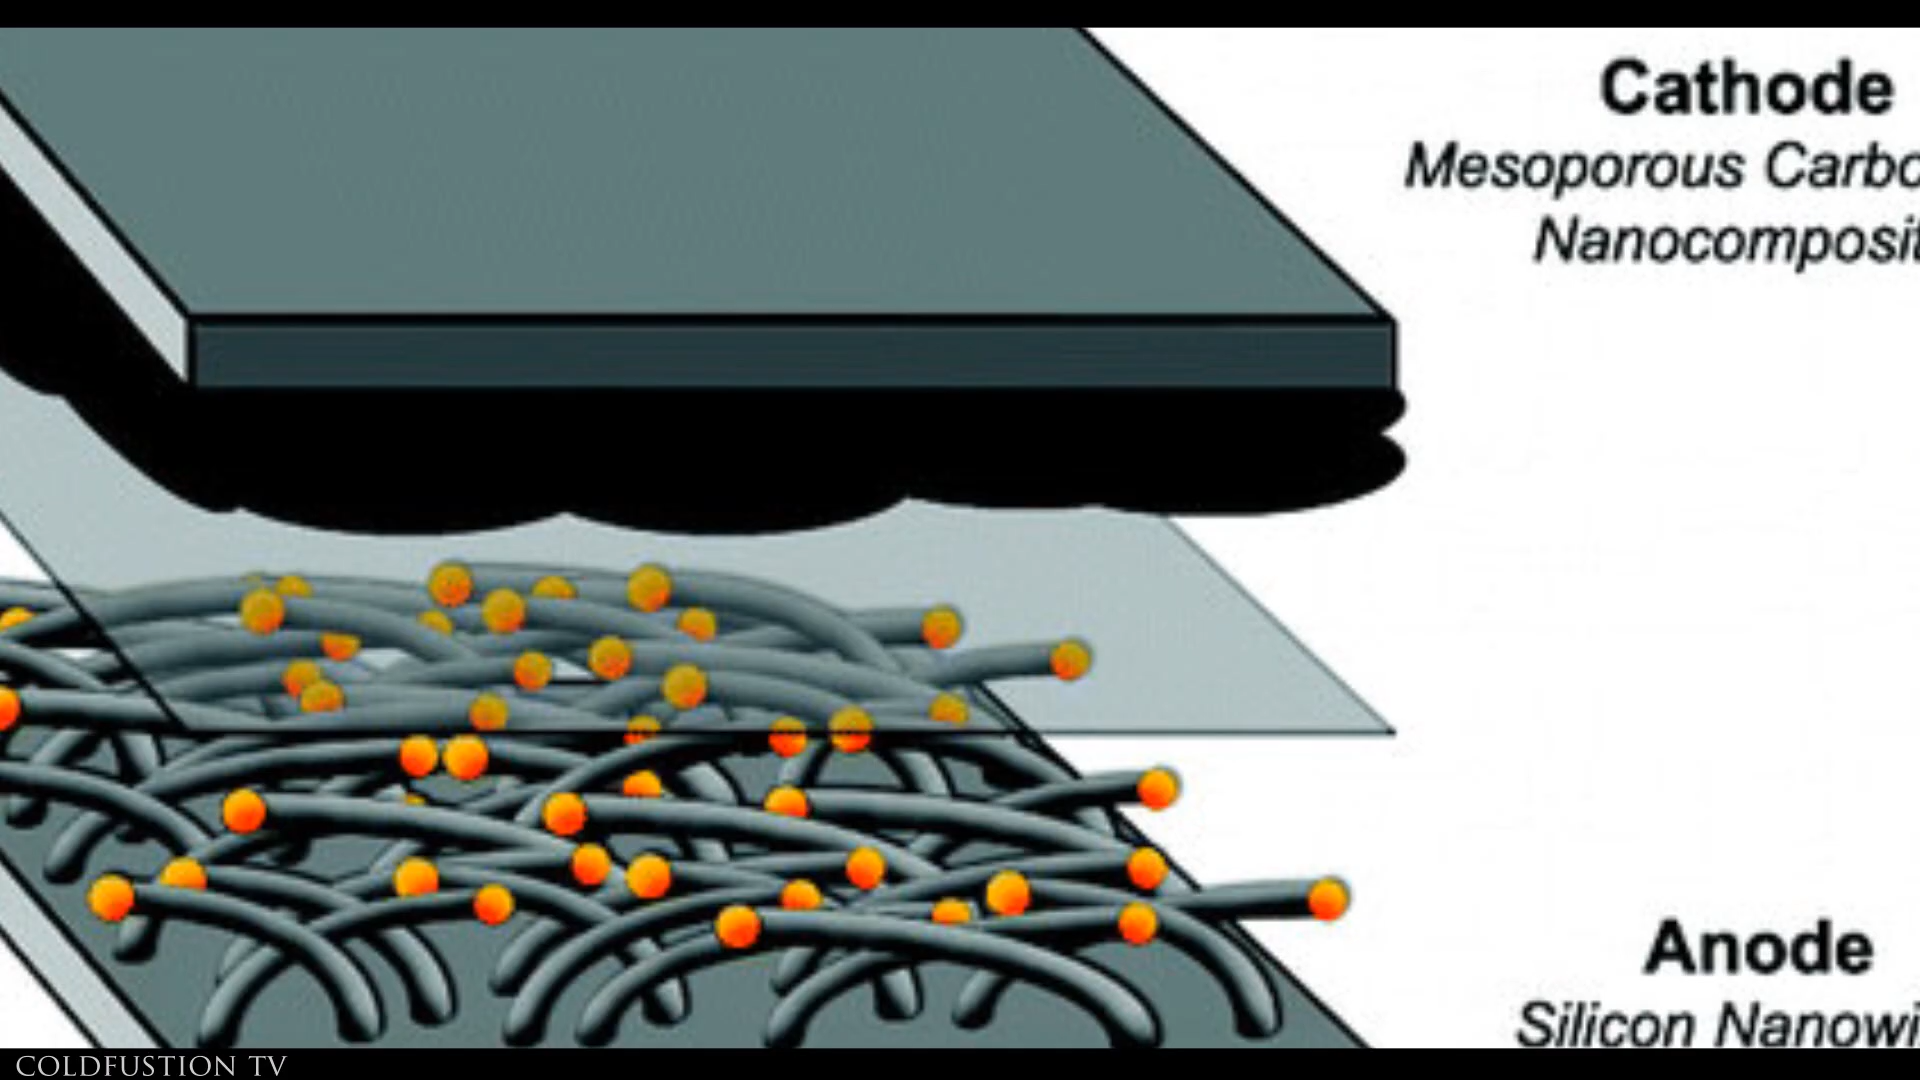 Cathode
Mesoporous Carbo
Nanocomposit
Anode
Silicon Nanowi
COLDFUSTION TV